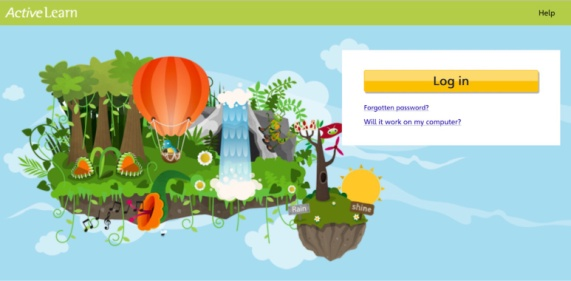 ActiveLearn
Help
Log in
Forgotten password?
Will it work on my computer?
Rain
shine